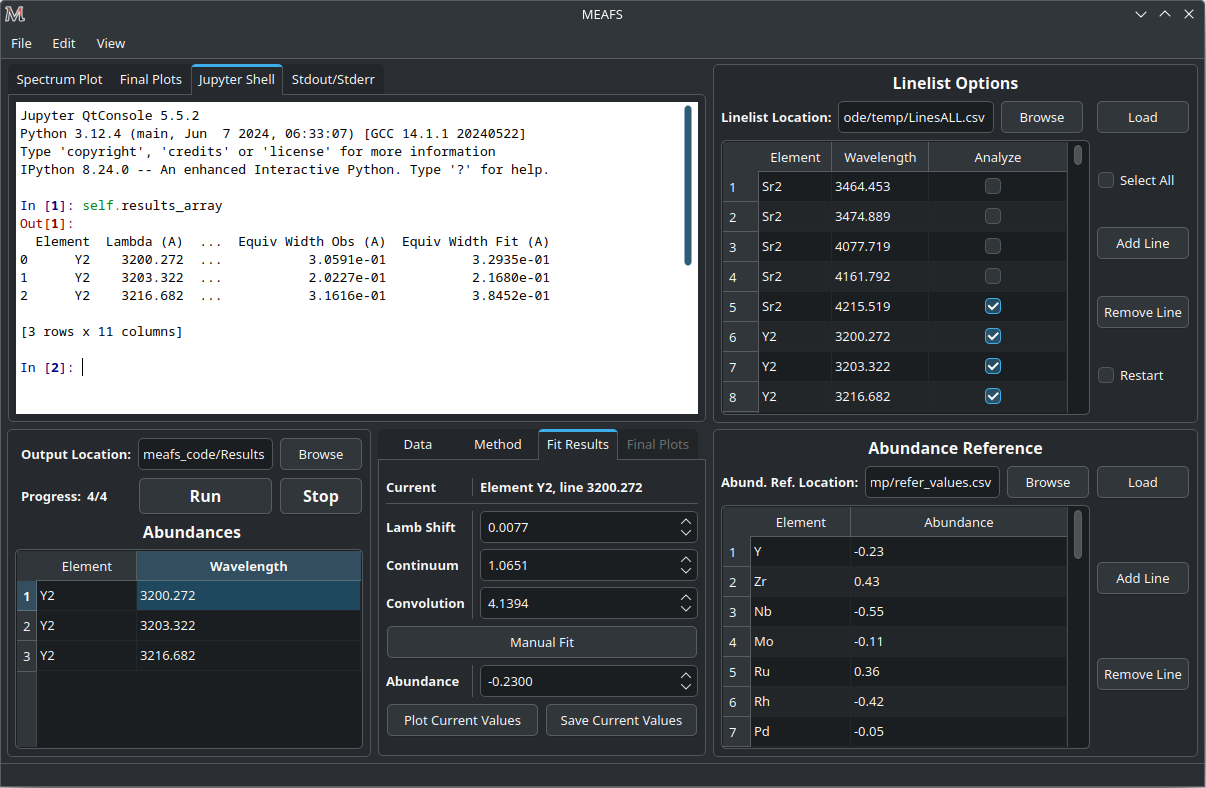 MEAFS
File Edit View
Spectrum Plot Final Plots Jupyter Shell Stdout/Stderr
Jupyter QtConsole 5.5.2
Python 3.12.4 (main, Jun  7 2024, 06:33:07) [GCC 14.1.1 20240522]
Type 'copyright', 'credits' or 'license' for more information
IPython 8.24.0 -- An enhanced Interactive Python. Type '?' for help.
In [1]: self.results_array
Out[1]:
Element  Lambda (A)  ...  Equiv Width Obs (A)  Equiv Width Fit (A)
0      Y2    3200.272  ...           3.0591e-01           3.2935e-01
1      Y2    3203.322  ...           2.0227e-01           2.1680e-01
2      Y2    3216.682  ...           3.1616e-01           3.8452e-01
[3 rows x 11 columns]
In [2]:
Linelist Options
Linelist Location: ode/temp/LinesALL.csv Browse Load
Element Wavelength Analyze
1 Sr2 3464.453
2 Sr2 3474.889
3 Sr2 4077.719
4 Sr2 4161.792
5 Sr2 4215.519
6 Y2 3200.272
7 Y2 3203.322
8 Y2 3216.682
Select All
Add Line
Remove Line
Restart
Output Location: meafs_code/Results Browse
Progress: 4/4 Run Stop
Abundances
Element Wavelength
1 Y2 3200.272
2 Y2 3203.322
3 Y2 3216.682
Data Method Fit Results Final Plots
Current Element Y2, line 3200.272
Lamb Shift 0.0077
Continuum 1.0651
Convolution 4.1394
Manual Fit
Abundance -0.2300
Plot Current Values Save Current Values
Abundance Reference
Abund. Ref. Location: mp/refer_values.csv Browse Load
Element Abundance
1 Y -0.23
2 Zr 0.43
3 Nb -0.55
4 Mo -0.11
5 Ru 0.36
6 Rh -0.42
7 Pd -0.05
Add Line
Remove Line